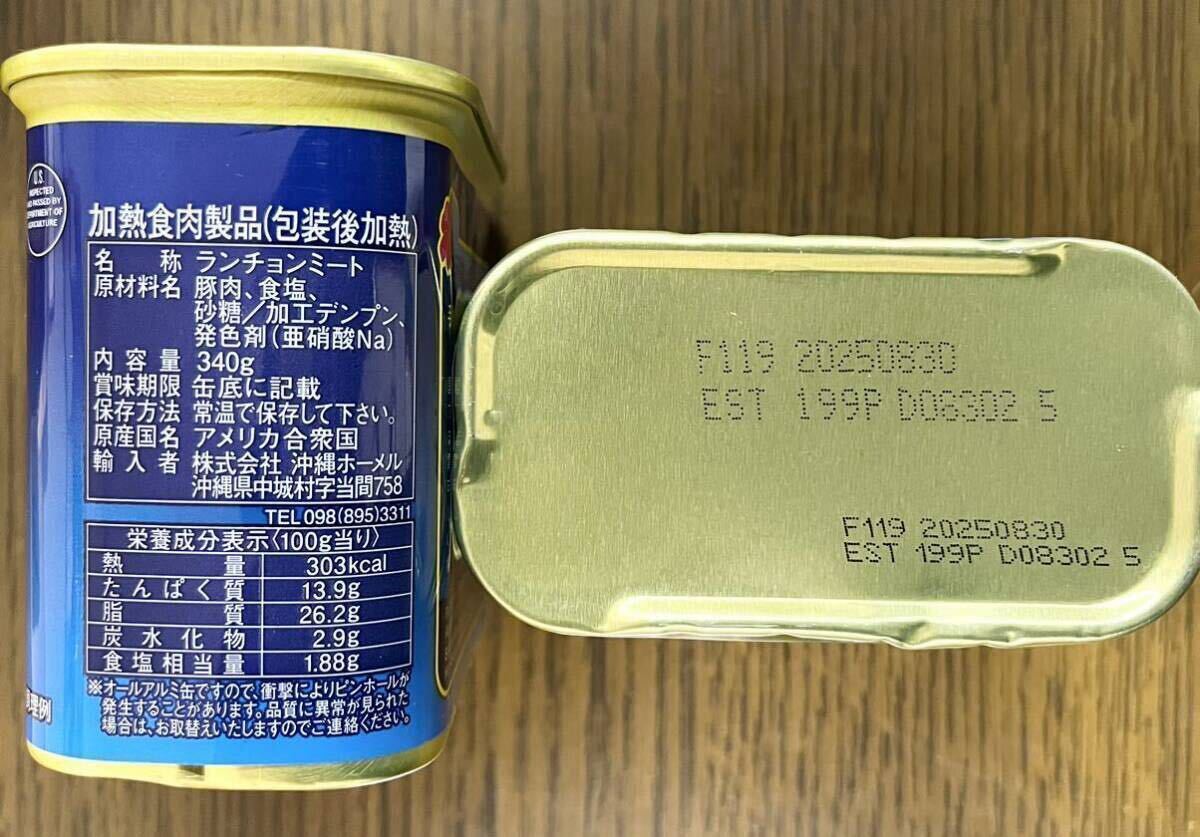 U.S.
INSPECTED
AND PASSED BY
DEPARTMENT OF
AGRICULTURE
加熱食肉製品(包装後加熱)
名 称 ランチョンミート
原材料名 豚肉、食塩、
砂糖/加工デンプン、
発色剤(亜硝酸Na)
内容量 340g
賞味期限 缶底に記載
保存方法 常温で保存して下さい。
原産国名 アメリカ合衆国
輸入者 株式会社 沖縄ホーメル
沖縄県中城村字当間758
TEL 098(895)3311
栄養成分表示〈100g当り〉
熱量 303kcal
たんぱく質 13.9g
脂質 26.2g
炭水化物 2.9g
食塩相当量 1.88g
※オールアルミ缶ですので、衝撃によりピンホールが
発生することがあります。品質に異常が見られた
場合は、お取替えいたしますのでご連絡ください。
理例
F119 20250830
EST 199P D08302 5
F119 20250830
EST 199P D08302 5